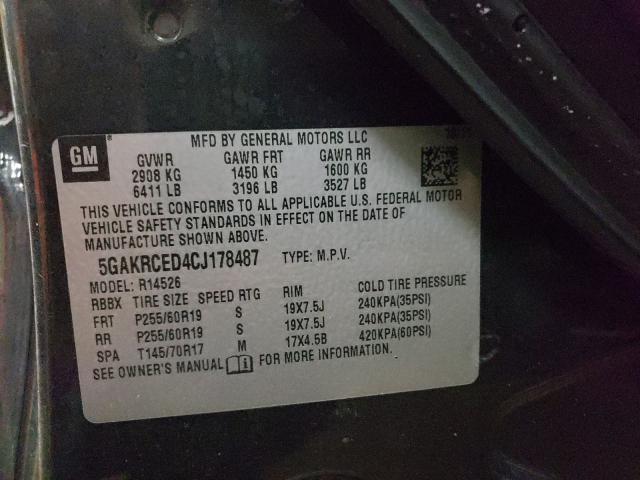 MFD BY GENERAL MOTORS LLC
GM
GVWR GAWR FRT GAWR RR
2908 KG 1450 KG 1600 KG
6411 LB 3196 LB 3527 LB
THIS VEHICLE CONFORMS TO ALL APPLICABLE U.S. FEDERAL MOTOR
VEHICLE SAFETY STANDARDS IN EFFECT ON THE DATE OF
MANUFACTURE SHOWN ABOVE.
5GAKRCED4CJ178487 TYPE: M.P.V.
MODEL: R14526
RBBX TIRE SIZE SPEED RTG RIM COLD TIRE PRESSURE
FRT P255/60R19 S 19X7.5J 240KPA(35PSI)
RR P255/60R19 S 19X7.5J 240KPA(35PSI)
SPA T145/70R17 M 17X4.5B 420KPA(60PSI)
SEE OWNER'S MANUAL FOR MORE INFORMATION.